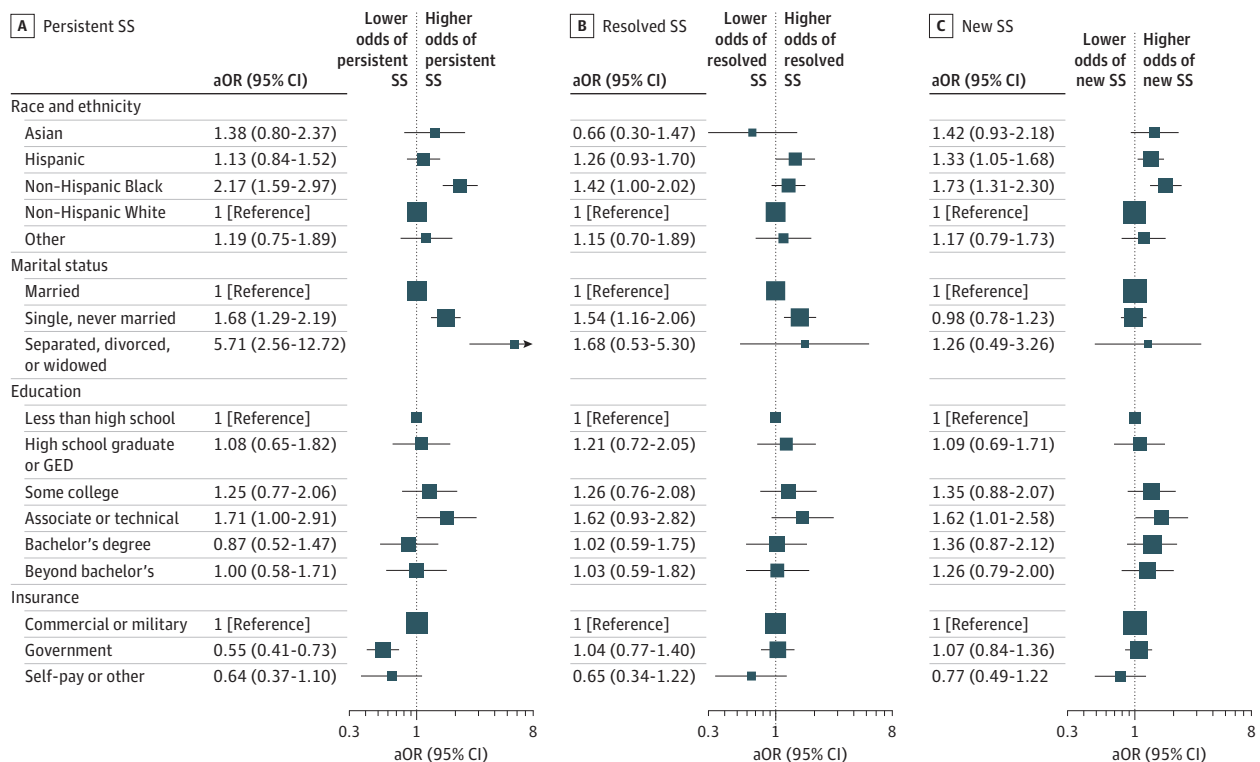 A Persistent SS
Lower odds of persistent SS
Higher odds of persistent SS
B Resolved SS
Lower odds of resolved SS
Higher odds of resolved SS
C New SS
Lower odds of new SS
Higher odds of new SS
aOR (95% CI) aOR (95% CI) aOR (95% CI)
Race and ethnicity
Asian 1.38 (0.80-2.37) 0.66 (0.30-1.47) 1.42 (0.93-2.18)
Hispanic 1.13 (0.84-1.52) 1.26 (0.93-1.70) 1.33 (1.05-1.68)
Non-Hispanic Black 2.17 (1.59-2.97) 1.42 (1.00-2.02) 1.73 (1.31-2.30)
Non-Hispanic White 1 [Reference] 1 [Reference] 1 [Reference]
Other 1.19 (0.75-1.89) 1.15 (0.70-1.89) 1.17 (0.79-1.73)
Marital status
Married 1 [Reference] 1 [Reference] 1 [Reference]
Single, never married 1.68 (1.29-2.19) 1.54 (1.16-2.06) 0.98 (0.78-1.23)
Separated, divorced, 5.71 (2.56-12.72) 1.68 (0.53-5.30) 1.26 (0.49-3.26)
or widowed
Education
Less than high school 1 [Reference] 1 [Reference] 1 [Reference]
High school graduate 1.08 (0.65-1.82) 1.21 (0.72-2.05) 1.09 (0.69-1.71)
or GED
Some college 1.25 (0.77-2.06) 1.26 (0.76-2.08) 1.35 (0.88-2.07)
Associate or technical 1.71 (1.00-2.91) 1.62 (0.93-2.82) 1.62 (1.01-2.58)
Bachelor's degree 0.87 (0.52-1.47) 1.02 (0.59-1.75) 1.36 (0.87-2.12)
Beyond bachelor's 1.00 (0.58-1.71) 1.03 (0.59-1.82) 1.26 (0.79-2.00)
Insurance
Commercial or military 1 [Reference] 1 [Reference] 1 [Reference]
Government 0.55 (0.41-0.73) 1.04 (0.77-1.40) 1.07 (0.84-1.36)
Self-pay or other 0.64 (0.37-1.10) 0.65 (0.34-1.22) 0.77 (0.49-1.22
0.3 1 8 0.3 1 8 0.3 1 8
aOR (95% CI) aOR (95% CI) aOR (95% CI)